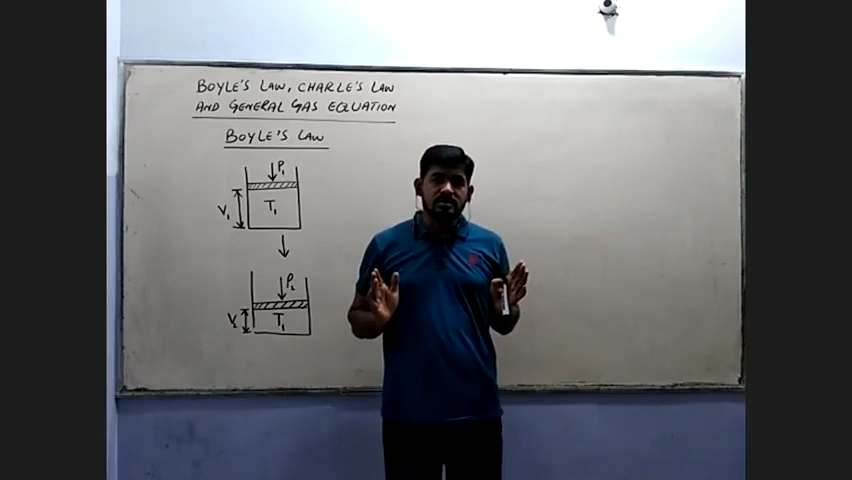 BOYLE'S LAW, CHARLE'S LAW
AND GENERAL GAS EQUATION
BOYLE'S LAW
P₁
V₁
T₁
P₂
V₂
T₁